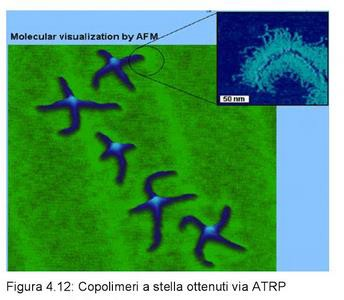 Molecular visualization by AFM
50 nm
Figura 4.12: Copolimeri a stella ottenuti via ATRP